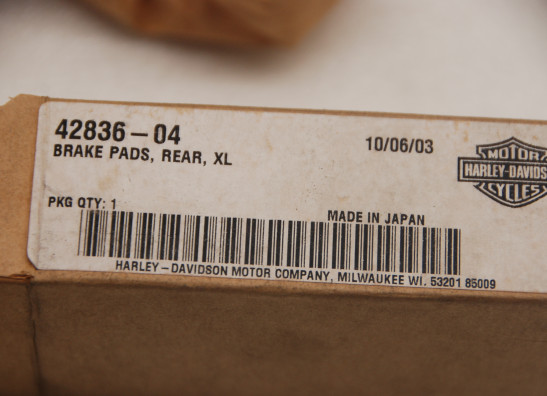 42836-04
BRAKE PADS, REAR, XL
10/06/03
MOTOR
HARLEY-DAVIDS
CYCLES
PKG QTY: 1
MADE IN JAPAN
HARLEY-DAVIDSON MOTOR COMPANY, MILWAUKEE WI. 53201 85009